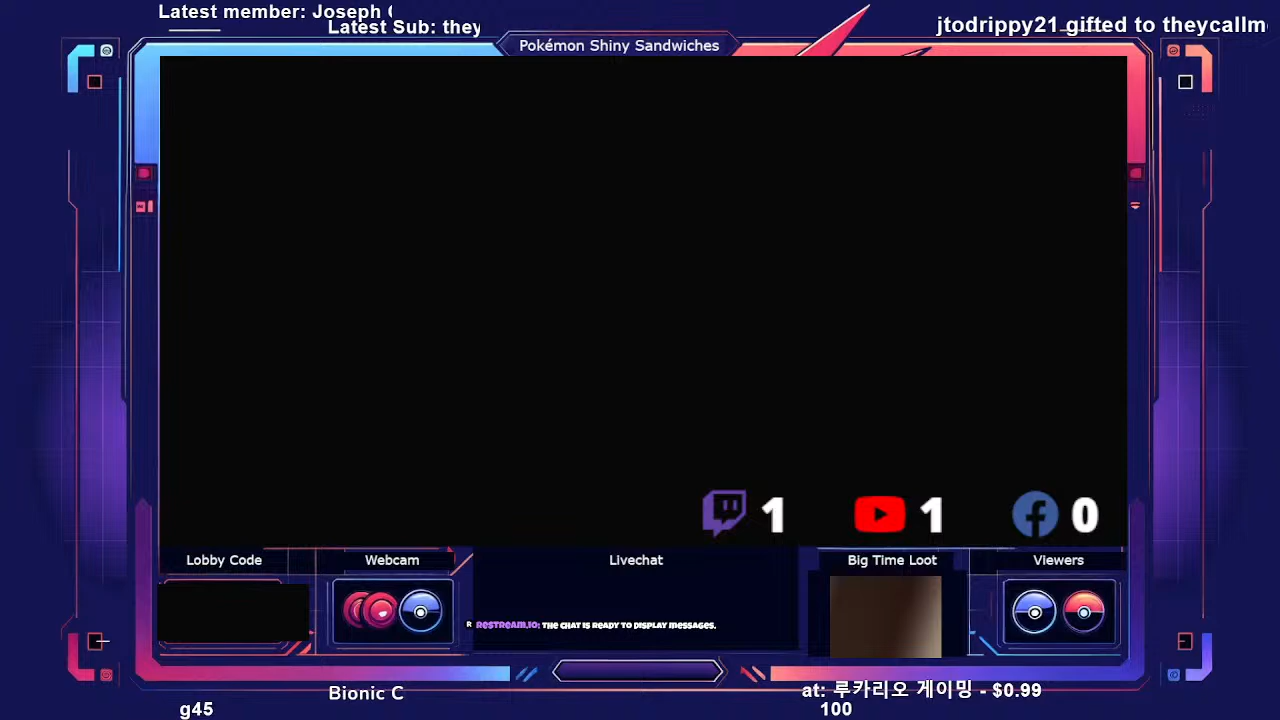 Latest member: Joseph
Latest Sub: they
Pokémon Shiny Sandwiches
jtodrippy21 gifted to theycallm
1
1
0
Lobby Code
Webcam
Livechat
Big Time Loot
Viewers
R RESTREAM.IO: THE CHAT IS READY TO DISPLAY MESSAGES.
Bionic C
at: 루카리오 게이밍 - $0.99
g45
100